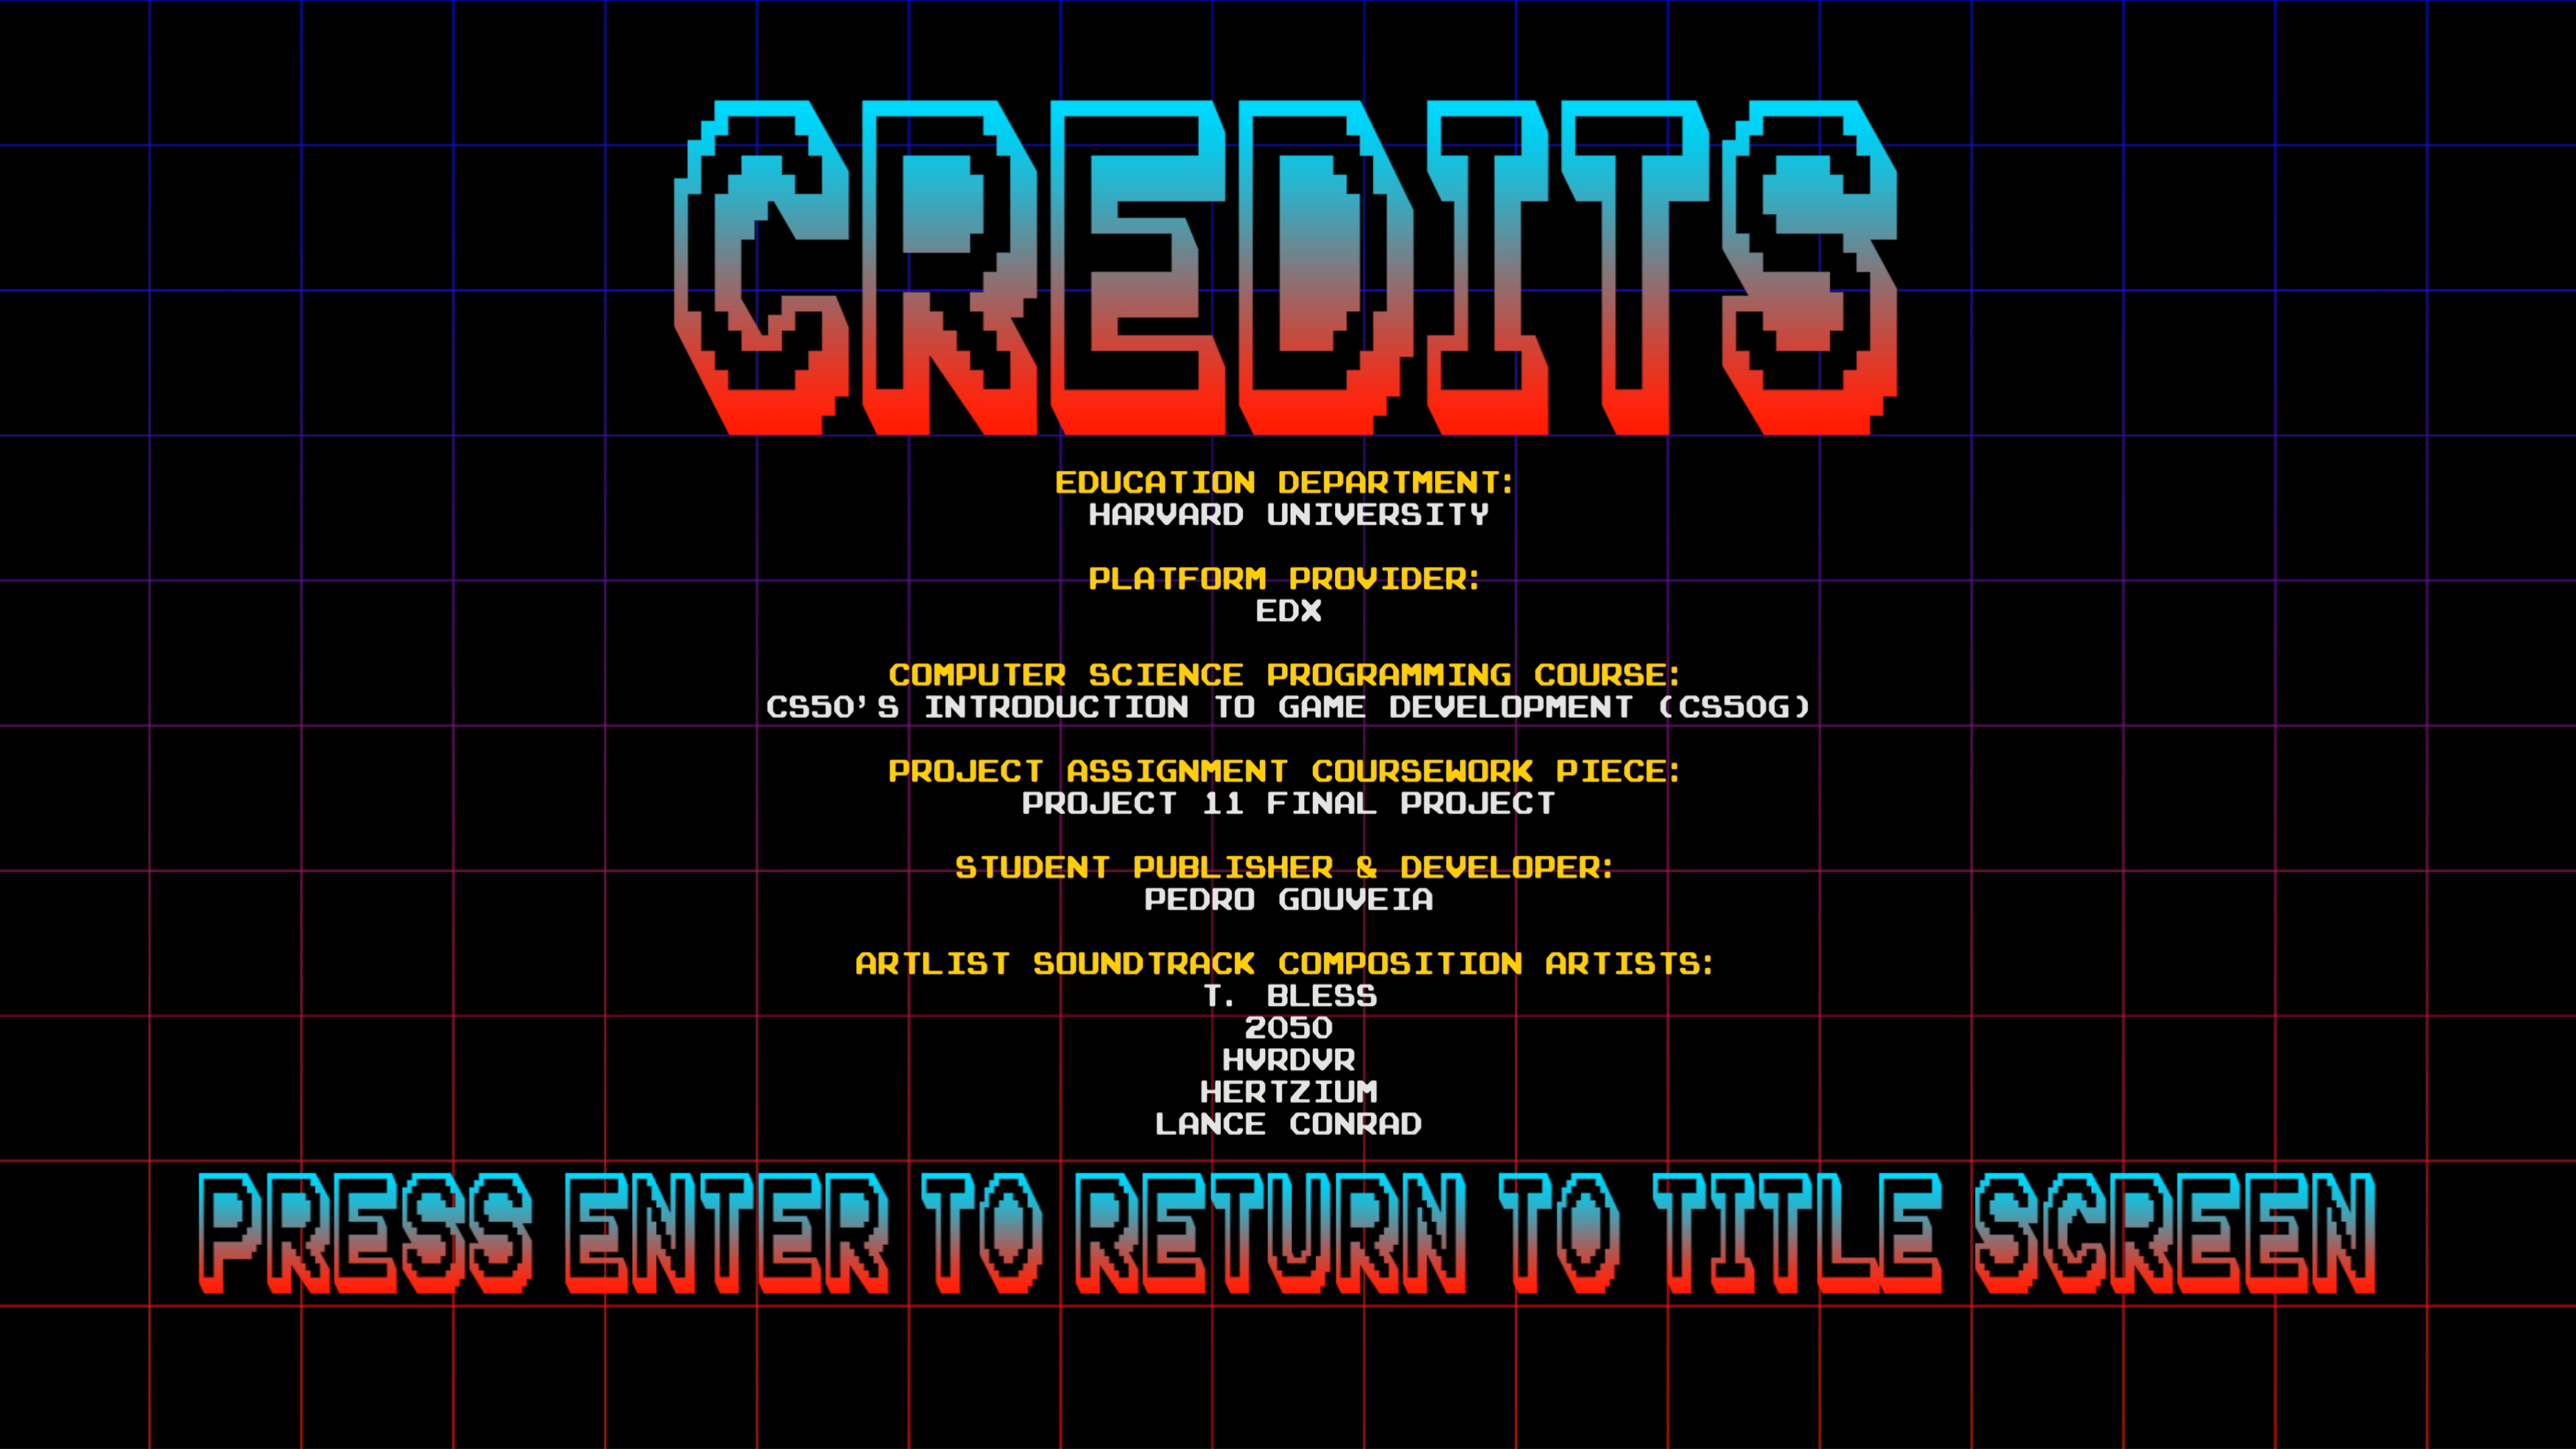 CREDITS
EDUCATION DEPARTMENT:
HARVARD UNIVERSITY
PLATFORM PROVIDER:
EDX
COMPUTER SCIENCE PROGRAMMING COURSE:
CS50'S INTRODUCTION TO GAME DEVELOPMENT (CS50G)
PROJECT ASSIGNMENT COURSEWORK PIECE:
PROJECT 11 FINAL PROJECT
STUDENT PUBLISHER & DEVELOPER:
PEDRO GOUVEIA
ARTLIST SOUNDTRACK COMPOSITION ARTISTS:
T. BLESS
2050
HVRDVR
HERTZIUM
LANCE CONRAD
PRESS ENTER TO RETURN TO TITLE SCREEN